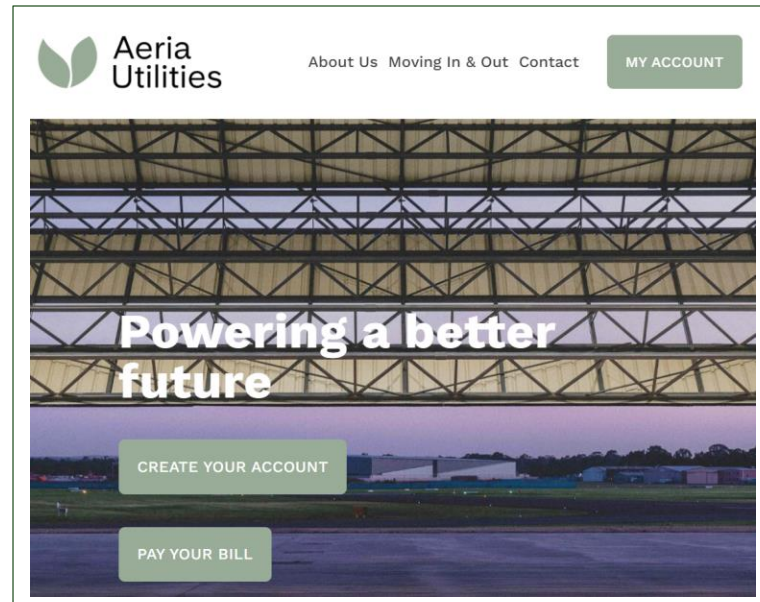 Aeria
Utilities
About Us Moving In & Out Contact
MY ACCOUNT
Powering a better
future
CREATE YOUR ACCOUNT
PAY YOUR BILL